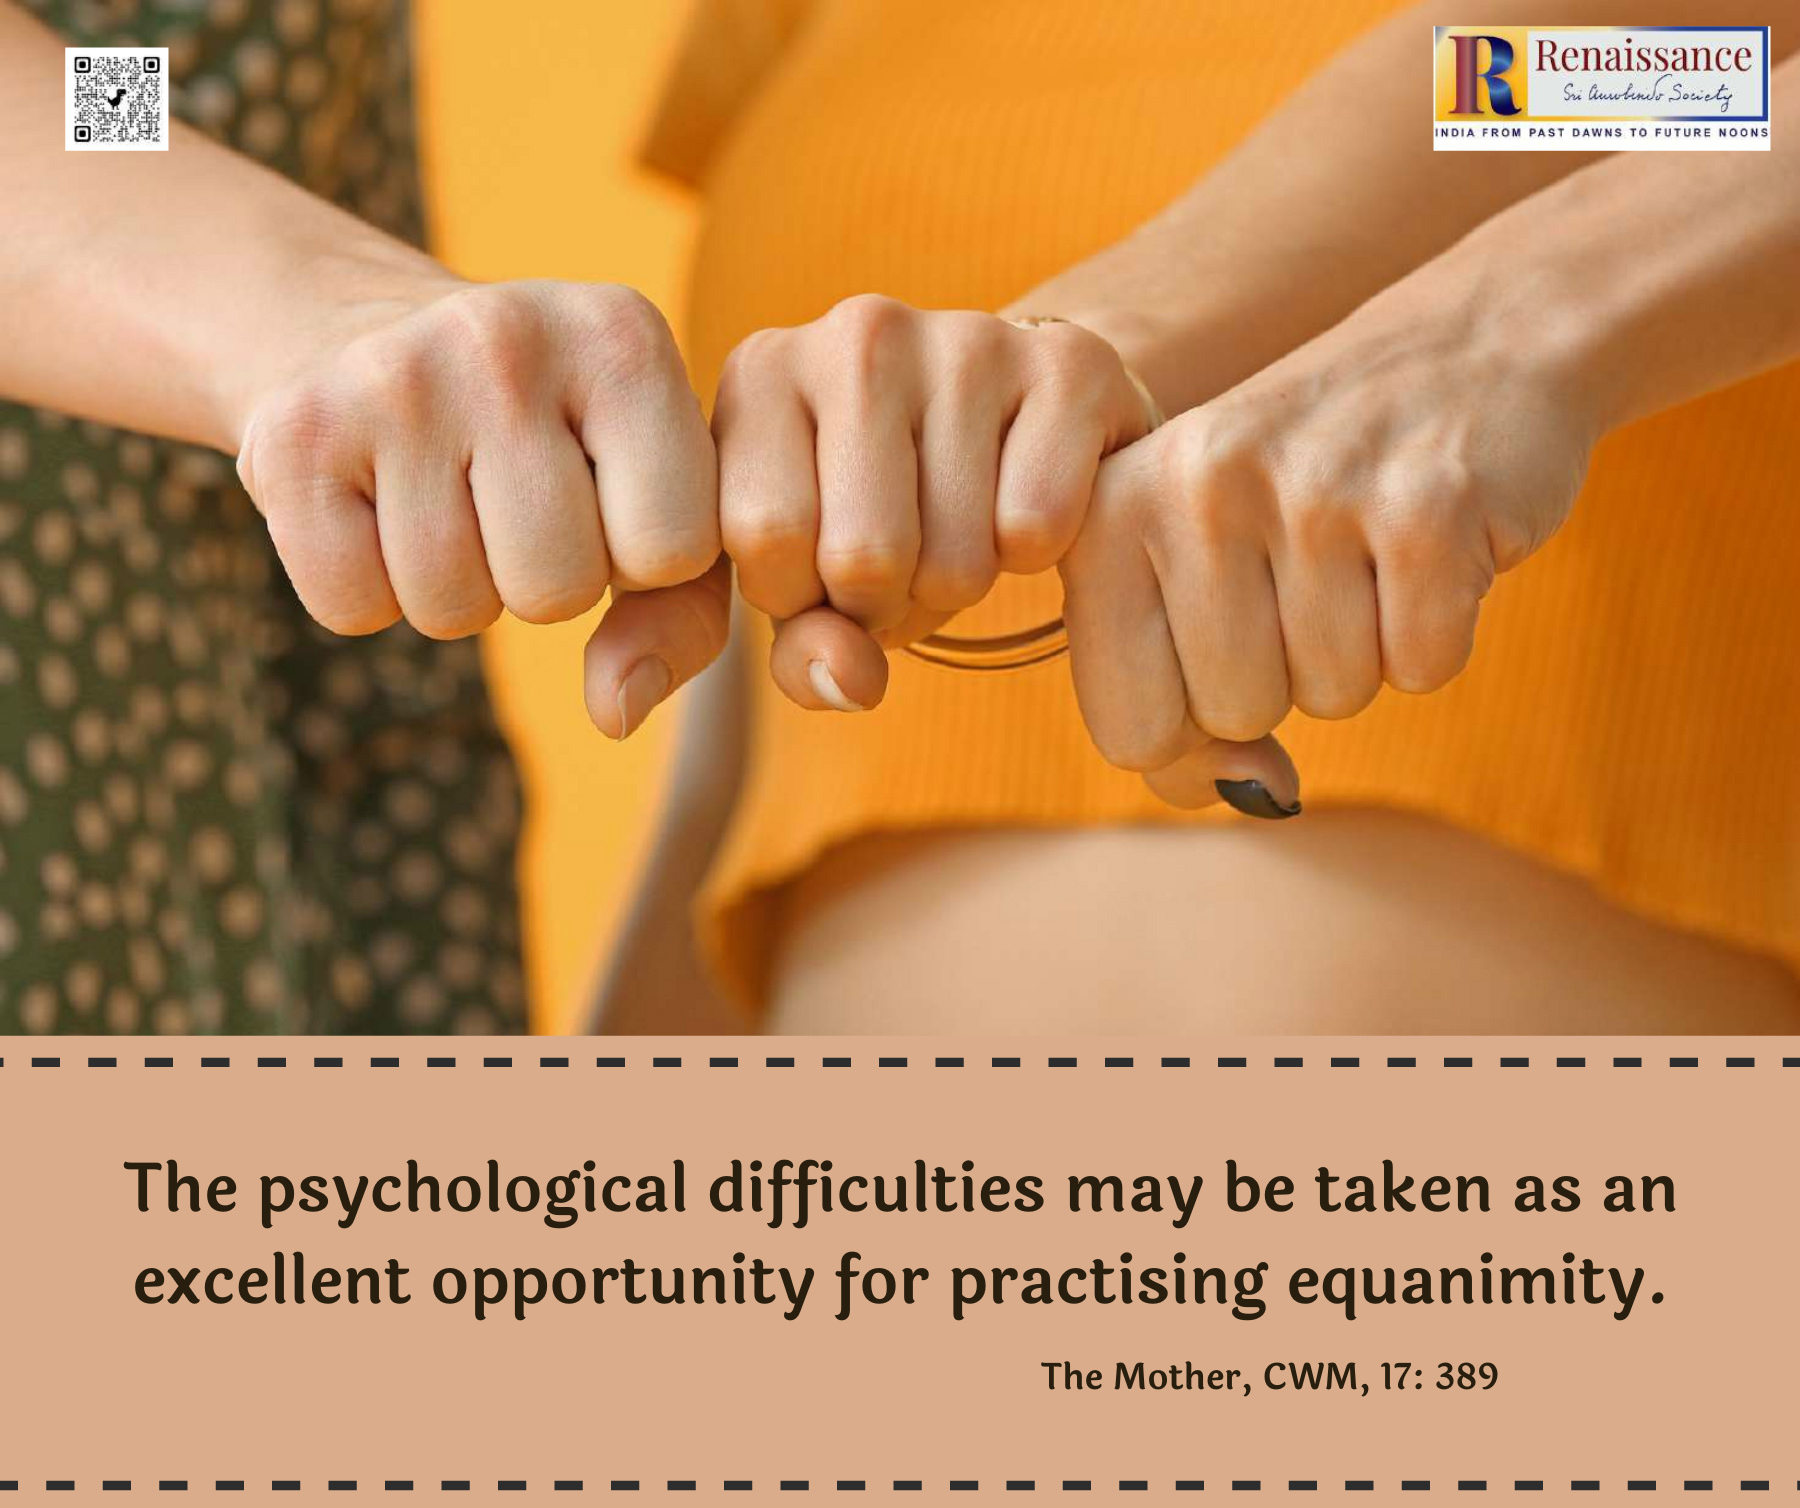 R Renaissance
Sri Aurobindo Society
INDIA FROM PAST DAWNS TO FUTURE NOONS
The psychological difficulties may be taken as an
excellent opportunity for practising equanimity.
The Mother, CWM, 17: 389